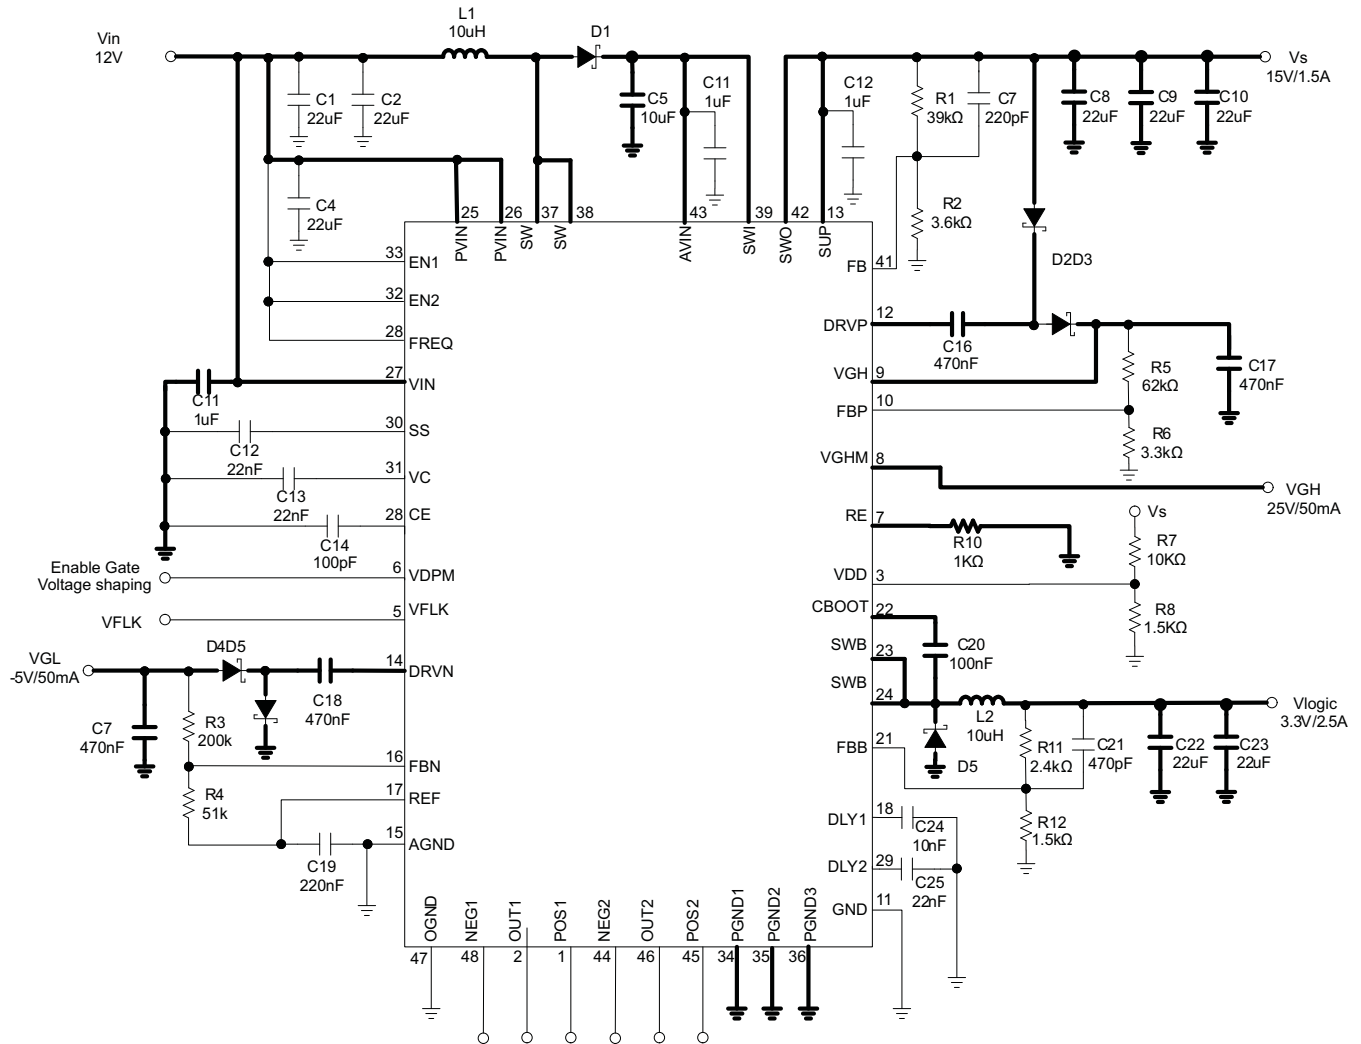 Vin
12V
L1
10uH
D1
C1
22uF
C2
22uF
C5
10uF
C11
1uF
C12
1uF
R1
39kΩ
C7
220pF
C8
22uF
C9
22uF
C10
22uF
Vs
15V/1.5A
C4
22uF
R2
3.6kΩ
25
26
37
38
43
39
42
13
PVIN
PVIN
SW
SW
AVIN
SWI
SWO
SUP
D2D3
33
EN1
32
EN2
28
FREQ
27
VIN
C11
1uF
30
SS
C12
22nF
31
VC
C13
22nF
28
CE
C14
100pF
Enable Gate
Voltage shaping
6
VDPM
VFLK
5
VFLK
VGL
-5V/50mA
D4D5
14
DRVN
C18
470nF
C7
470nF
R3
200k
16
FBN
R4
51k
17
REF
15
AGND
C19
220nF
FB
41
DRVP
12
C16
470nF
VGH
9
R5
62kΩ
C17
470nF
FBP
10
R6
3.3kΩ
VGHM
8
VGH
25V/50mA
RE
7
R10
1KΩ
Vs
R7
10KΩ
VDD
3
R8
1.5KΩ
CBOOT
22
C20
100nF
SWB
23
SWB
24
L2
10uH
Vlogic
3.3V/2.5A
FBB
21
D5
R11
2.4kΩ
C21
470pF
C22
22uF
C23
22uF
R12
1.5kΩ
DLY1
18
C24
10nF
DLY2
29
C25
22nF
GND
11
OGND
NEG1
OUT1
POS1
NEG2
OUT2
POS2
PGND1
PGND2
PGND3
47
48
2
1
44
46
45
34
35
36